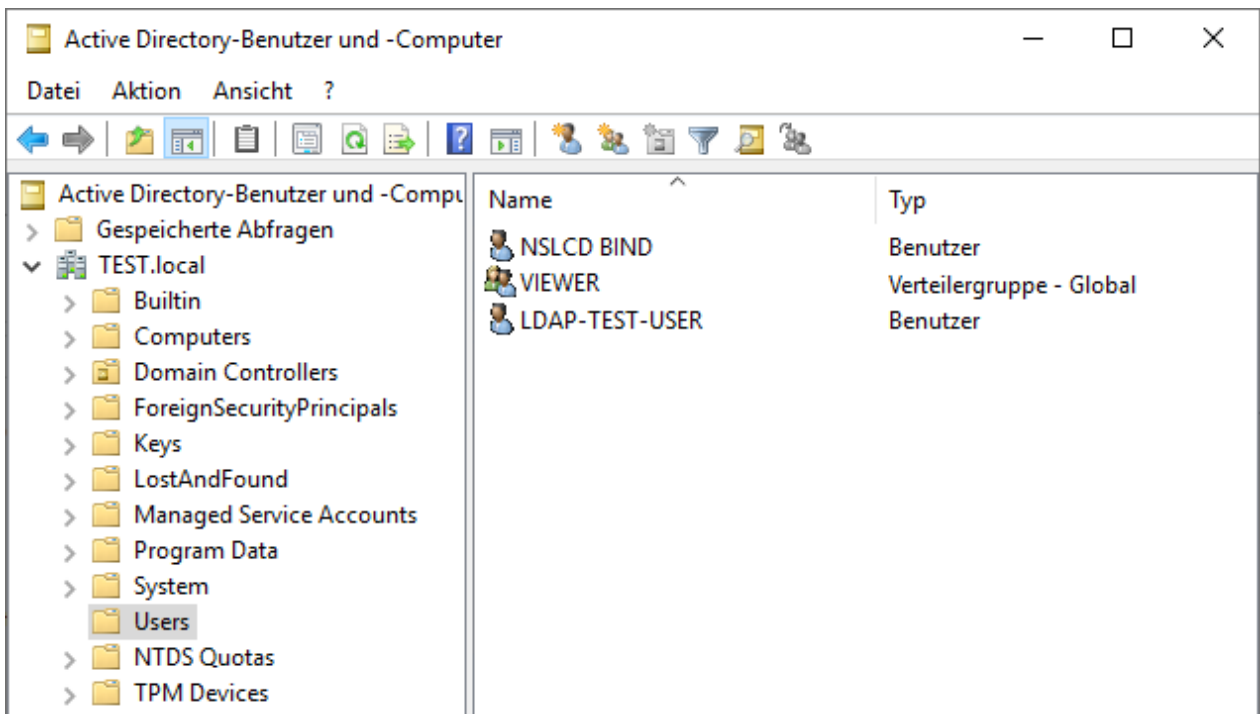 Active Directory-Benutzer und -Computer
Datei Aktion Ansicht ?
Active Directory-Benutzer und -Compu
Gespeicherte Abfragen
TEST.local
Builtin
Computers
Domain Controllers
ForeignSecurityPrincipals
Keys
LostAndFound
Managed Service Accounts
Program Data
System
Users
NTDS Quotas
TPM Devices
Name Typ
NSLCD BIND Benutzer
VIEWER Verteilergruppe - Global
LDAP-TEST-USER Benutzer